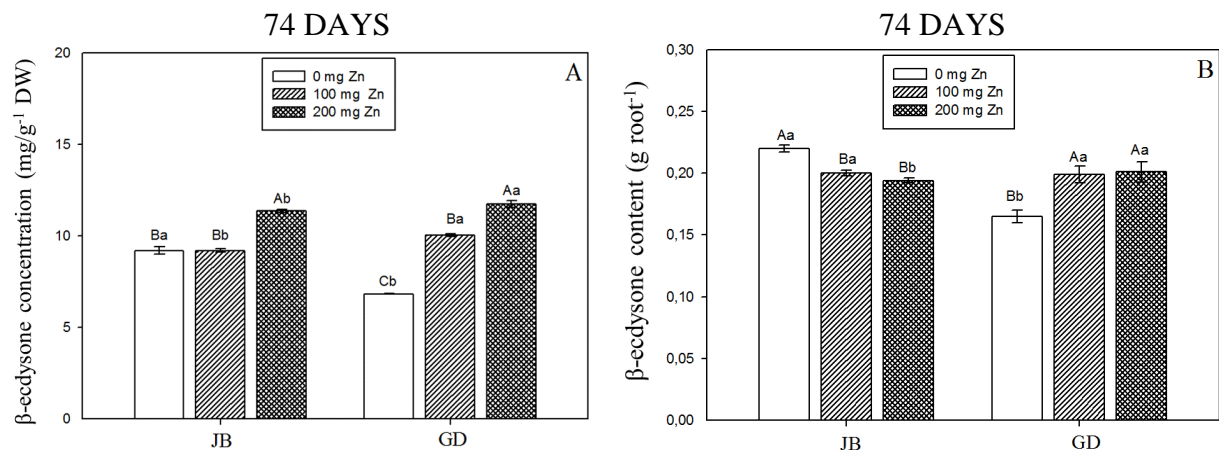 74 DAYS
A
β-ecdysone concentration (mg/g⁻¹ DW)
20
15
10
5
0
0 mg Zn
100 mg Zn
200 mg Zn
Ba
Bb
Ab
Cb
Ba
Aa
JB
GD
74 DAYS
B
β-ecdysone content (g root⁻¹)
0,30
0,25
0,20
0,15
0,10
0,05
0,00
0 mg Zn
100 mg Zn
200 mg Zn
Aa
Ba
Bb
Bb
Aa
Aa
JB
GD